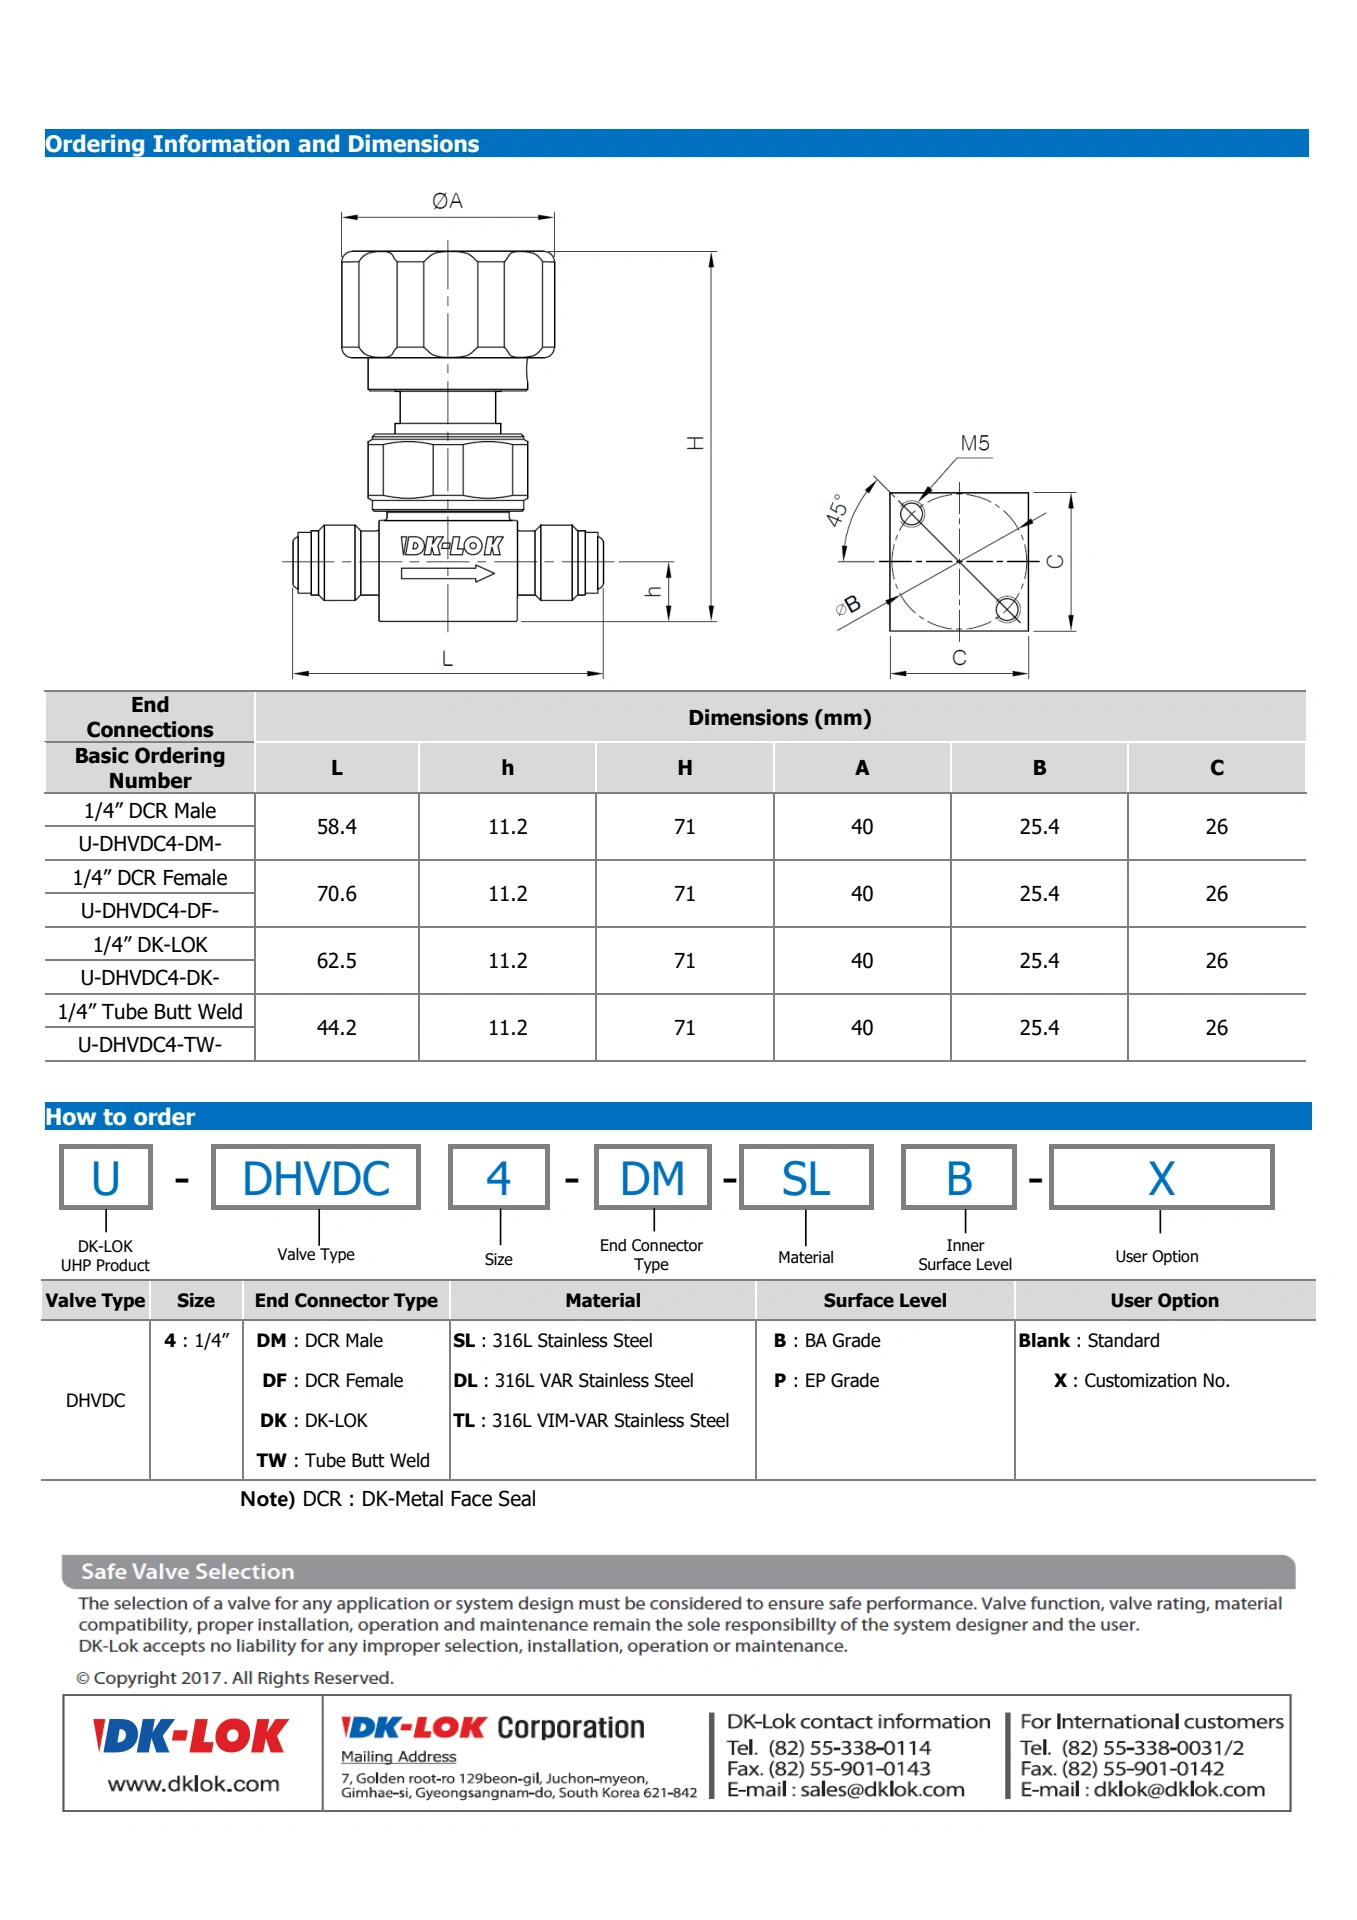 Ordering Information and Dimensions
ØA
H
M5
45°
C
h
ØB
DK-LOK
L
C
End Connections
Dimensions (mm)
Basic Ordering Number
L h H A B C
1/4” DCR Male
U-DHVDC4-DM-
58.4 11.2 71 40 25.4 26
1/4” DCR Female
U-DHVDC4-DF-
70.6 11.2 71 40 25.4 26
1/4” DK-LOK
U-DHVDC4-DK-
62.5 11.2 71 40 25.4 26
1/4” Tube Butt Weld
U-DHVDC4-TW-
44.2 11.2 71 40 25.4 26
How to order
U - DHVDC 4 - DM - SL B - X
DK-LOK
UHP Product
Valve Type
Size
End Connector
Type
Material
Inner
Surface Level
User Option
Valve Type Size End Connector Type Material Surface Level User Option
DHVDC
4 : 1/4”
DM : DCR Male
DF : DCR Female
DK : DK-LOK
TW : Tube Butt Weld
SL : 316L Stainless Steel
DL : 316L VAR Stainless Steel
TL : 316L VIM-VAR Stainless Steel
B : BA Grade
P : EP Grade
Blank : Standard
X : Customization No.
Note) DCR : DK-Metal Face Seal
Safe Valve Selection
The selection of a valve for any application or system design must be considered to ensure safe performance. Valve function, valve rating, material
compatibility, proper installation, operation and maintenance remain the sole responsibillty of the system designer and the user.
DK-Lok accepts no liability for any improper selection, installation, operation or maintenance.
© Copyright 2017. All Rights Reserved.
DK-LOK
www.dklok.com
DK-LOK Corporation
Mailing Address
7, Golden root-ro 129beon-gil, Juchon-myeon,
Gimhae-si, Gyeongsangnam-do, South Korea 621-842
DK-Lok contact information
Tel. (82) 55-338-0114
Fax. (82) 55-901-0143
E-mail : sales@dklok.com
For International customers
Tel. (82) 55-338-0031/2
Fax. (82) 55-901-0142
E-mail : dklok@dklok.com